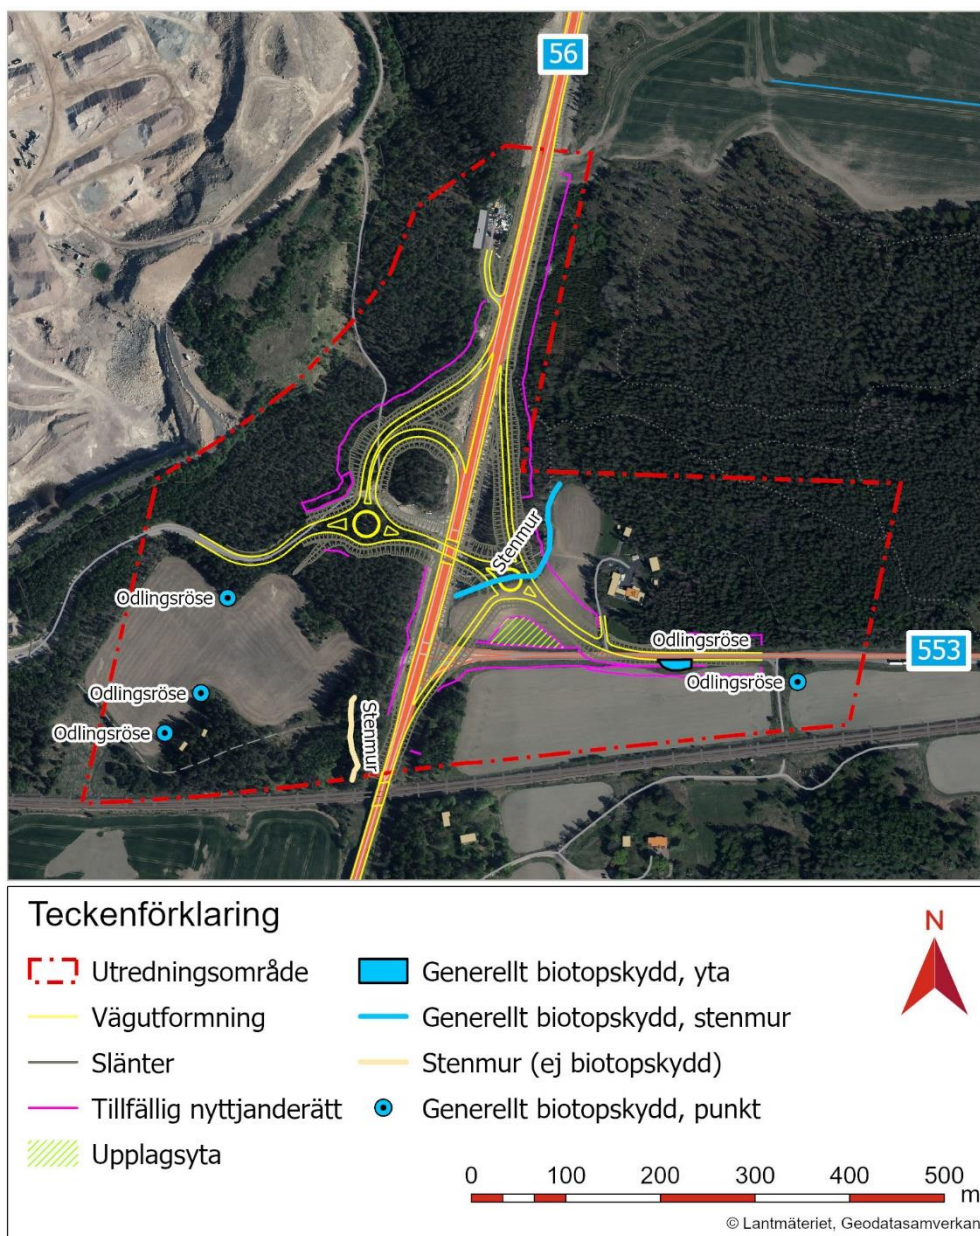 56
Stenmur
Odlingsröse
Odlingsröse
553
Odlingsröse
Odlingsröse
Odlingsröse
Stenmur
Teckenförklaring
N
Utredningsområde
Generellt biotopskydd, yta
Vägutformning
Generellt biotopskydd, stenmur
Slänter
Stenmur (ej biotopskydd)
Tillfällig nyttjanderätt
Generellt biotopskydd, punkt
Upplagsyta
0 100 200 300 400 500
m
© Lantmäteriet, Geodatasamverkan